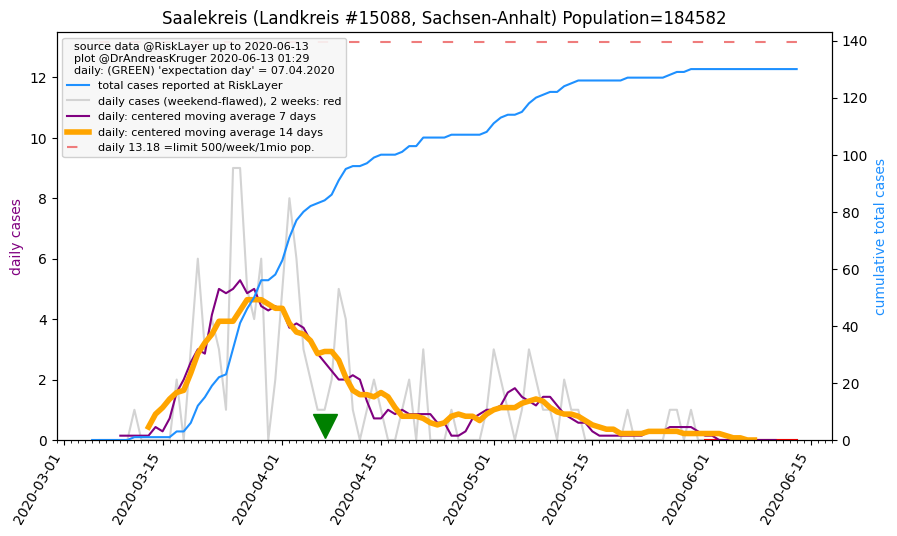 Saalekreis (Landkreis #15088, Sachsen-Anhalt) Population=184582
source data @RiskLayer up to 2020-06-13
plot @DrAndreasKruger 2020-06-13 01:29
daily: (GREEN) 'expectation day' = 07.04.2020
total cases reported at RiskLayer
daily cases (weekend-flawed), 2 weeks: red
daily: centered moving average 7 days
daily: centered moving average 14 days
daily 13.18 =limit 500/week/1mio pop.
daily cases
12
10
8
6
4
2
0
140
120
100
80
60
40
20
0
cumulative total cases
2020-03-01
2020-03-15
2020-04-01
2020-04-15
2020-05-01
2020-05-15
2020-06-01
2020-06-15